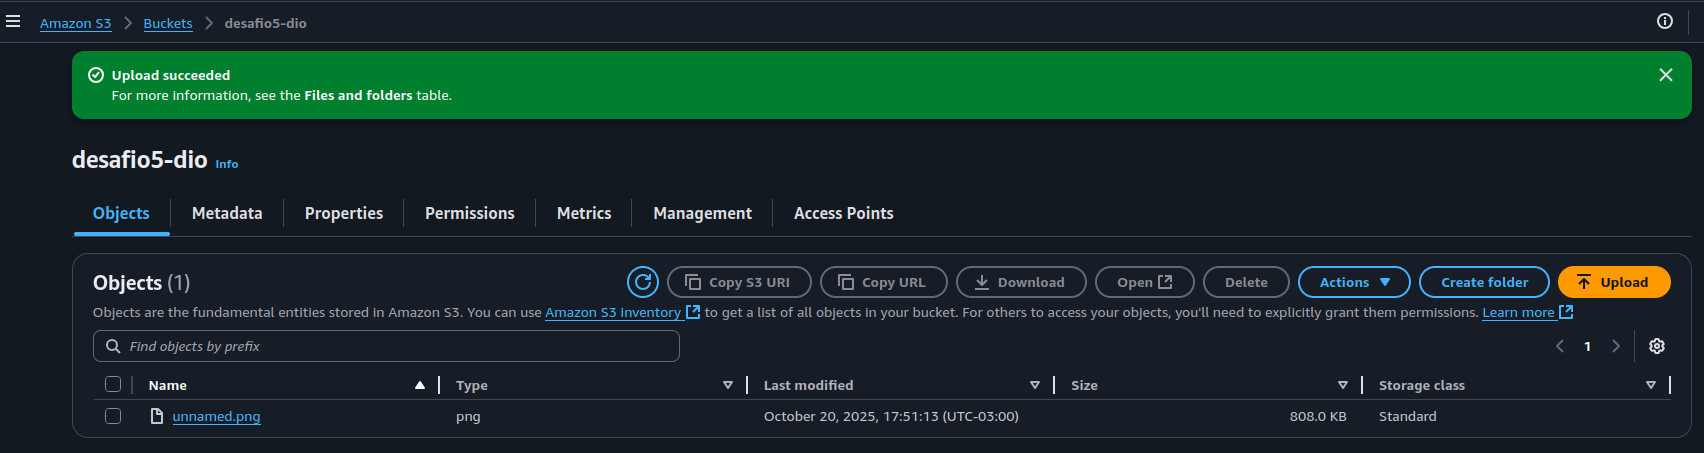 Amazon S3 > Buckets > desafio5-dio
Upload succeeded
For more information, see the Files and folders table.
desafio5-dio Info
Objects Metadata Properties Permissions Metrics Management Access Points
Objects (1) Copy S3 URI Copy URL Download Open Delete Actions Create folder Upload
Objects are the fundamental entities stored in Amazon S3. You can use Amazon S3 Inventory to get a list of all objects in your bucket. For others to access your objects, you'll need to explicitly grant them permissions. Learn more
Find objects by prefix 1
Name Type Last modified Size Storage class
unnamed.png png October 20, 2025, 17:51:13 (UTC-03:00) 808.0 KB Standard